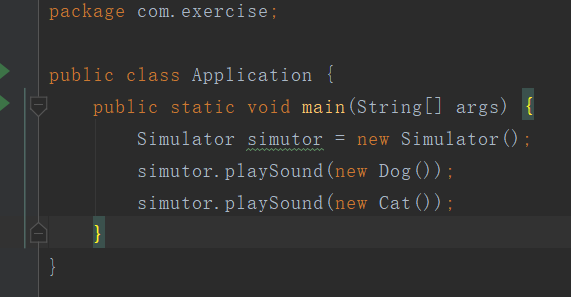 package com.exercise;
public class Application {
public static void main(String[] args) {
Simulator simutor = new Simulator();
simutor.playSound(new Dog());
simutor.playSound(new Cat());
}
}